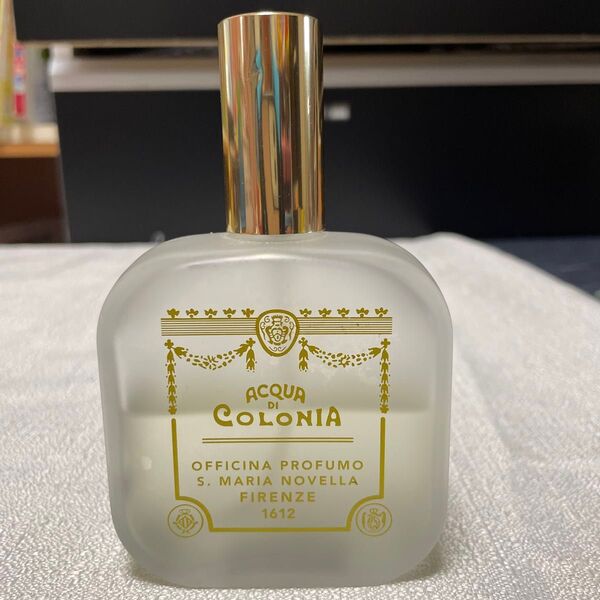 ACQUA
DI
COLONIA
OFFICINA PROFUMO
S. MARIA NOVELLA
FIRENZE
1612